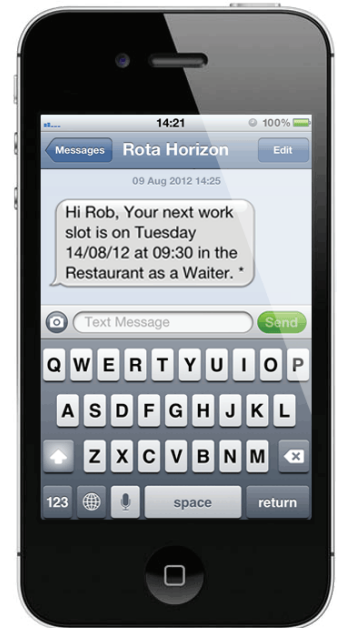 14:21
100%
Messages
Rota Horizon
Edit
09 Aug 2012 14:25
Hi Rob, Your next work
slot is on Tuesday
14/08/12 at 09:30 in the
Restaurant as a Waiter. *
Text Message
Send
Q W E R T Y U I O P
A S D F G H J K L
Z X C V B N M
123
space
return